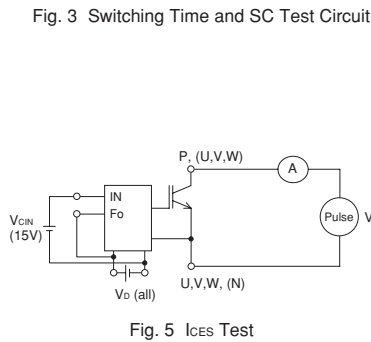 Fig. 3 Switching Time and SC Test Circuit
P, (U,V,W)
A
IN
Fo
VCIN
(15V)
Pulse
V
VD (all)
U,V,W, (N)
Fig. 5 ICES Test